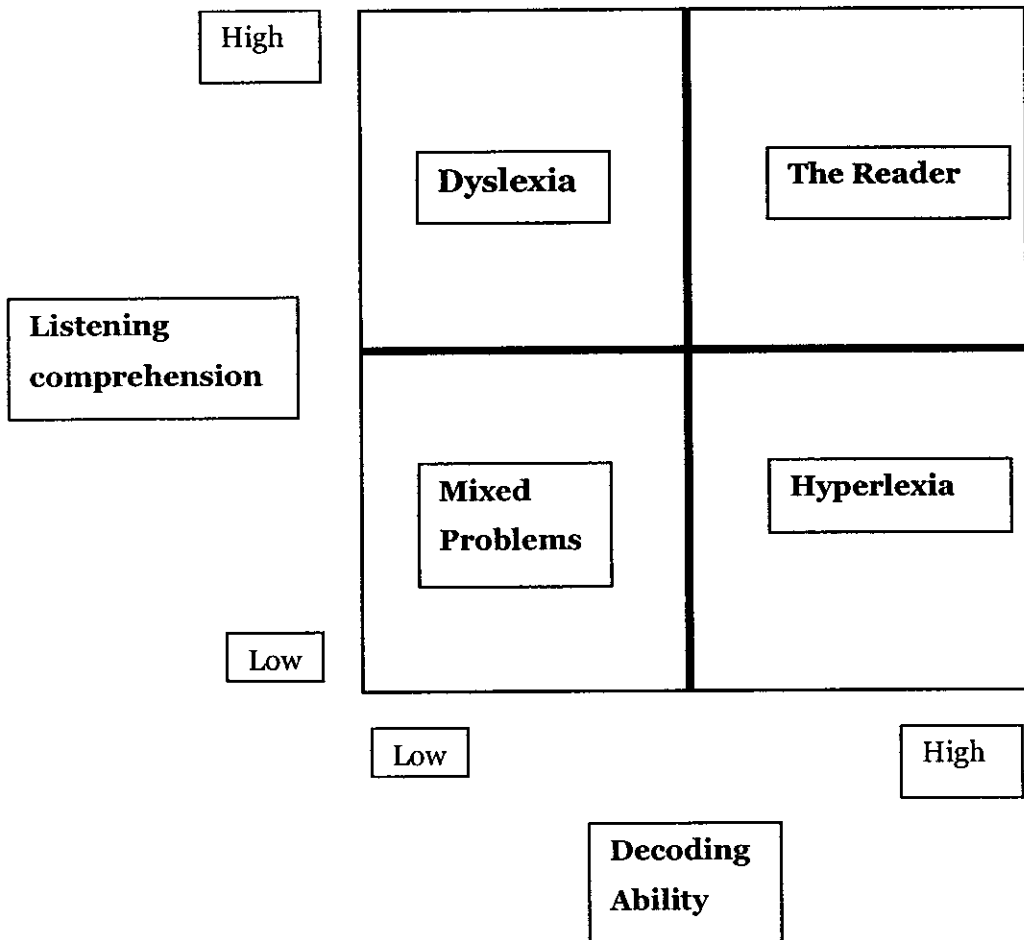 High
Dyslexia
The Reader
Listening
comprehension
Mixed
Problems
Hyperlexia
Low
Low
High
Decoding
Ability